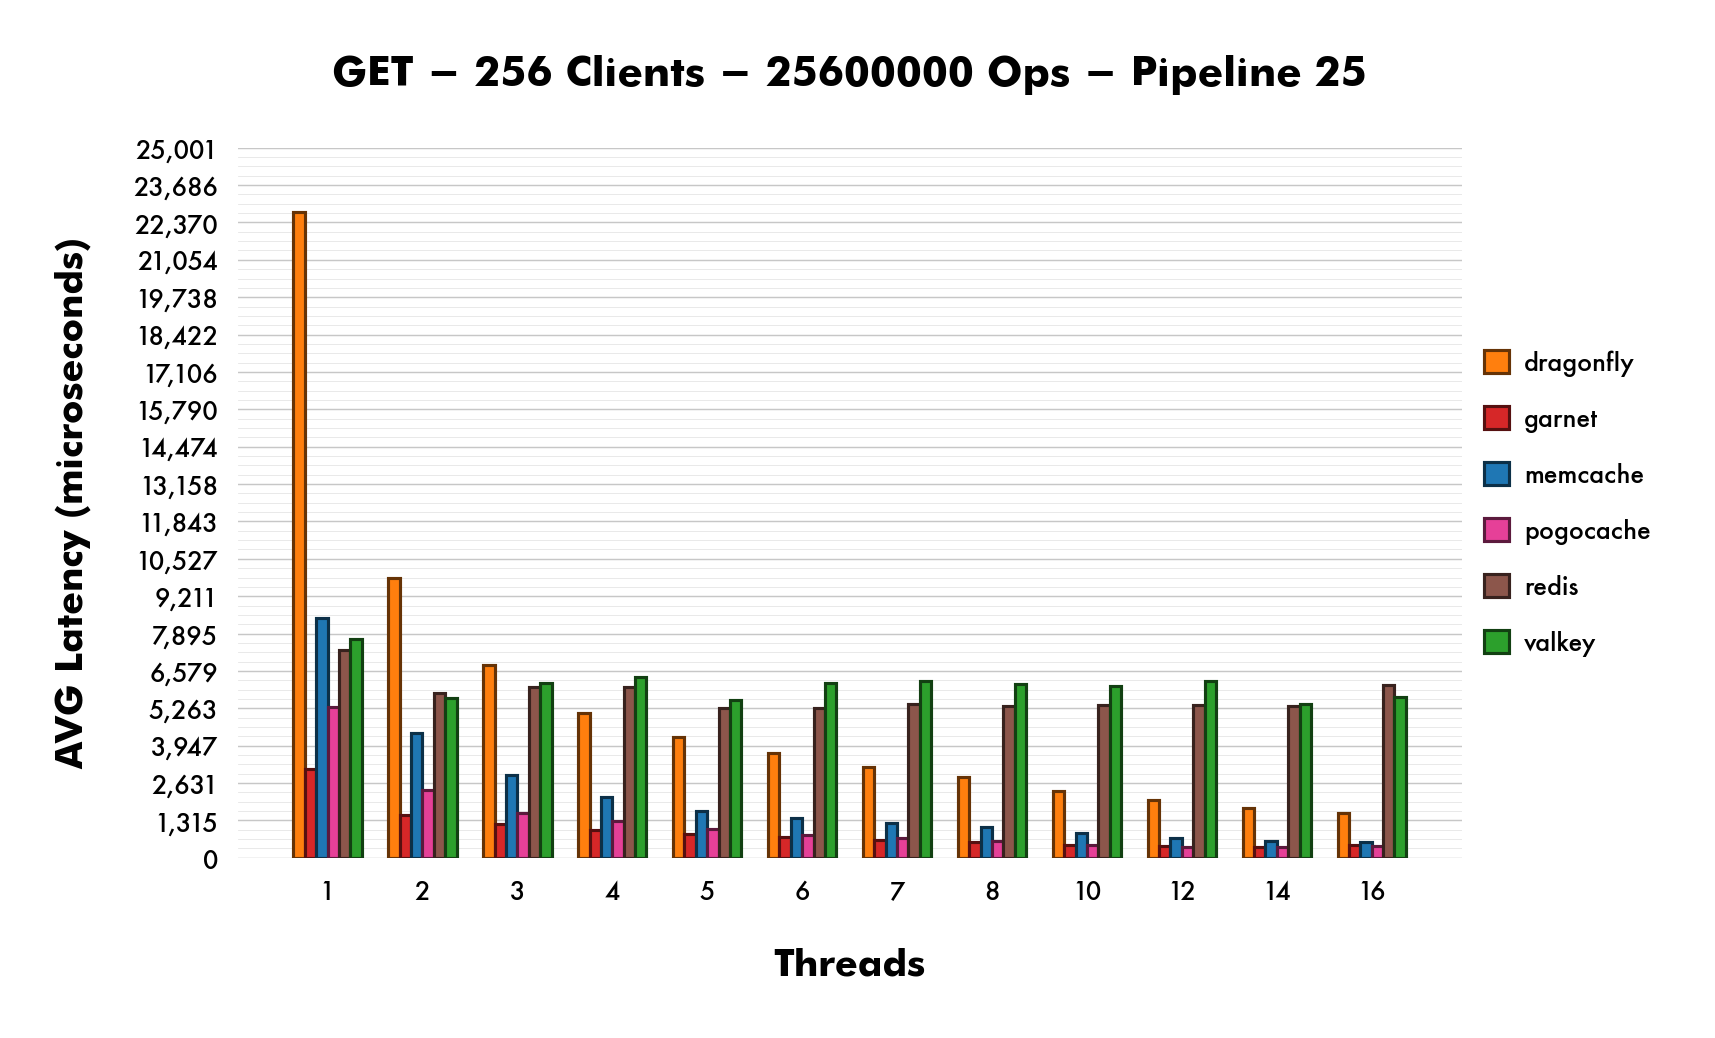 GET – 256 Clients – 25600000 Ops – Pipeline 25
AVG Latency (microseconds)
25,001
23,686
22,370
21,054
19,738
18,422
17,106
15,790
14,474
13,158
11,843
10,527
9,211
7,895
6,579
5,263
3,947
2,631
1,315
0
1 2 3 4 5 6 7 8 10 12 14 16
Threads
dragonfly
garnet
memcache
pogocache
redis
valkey